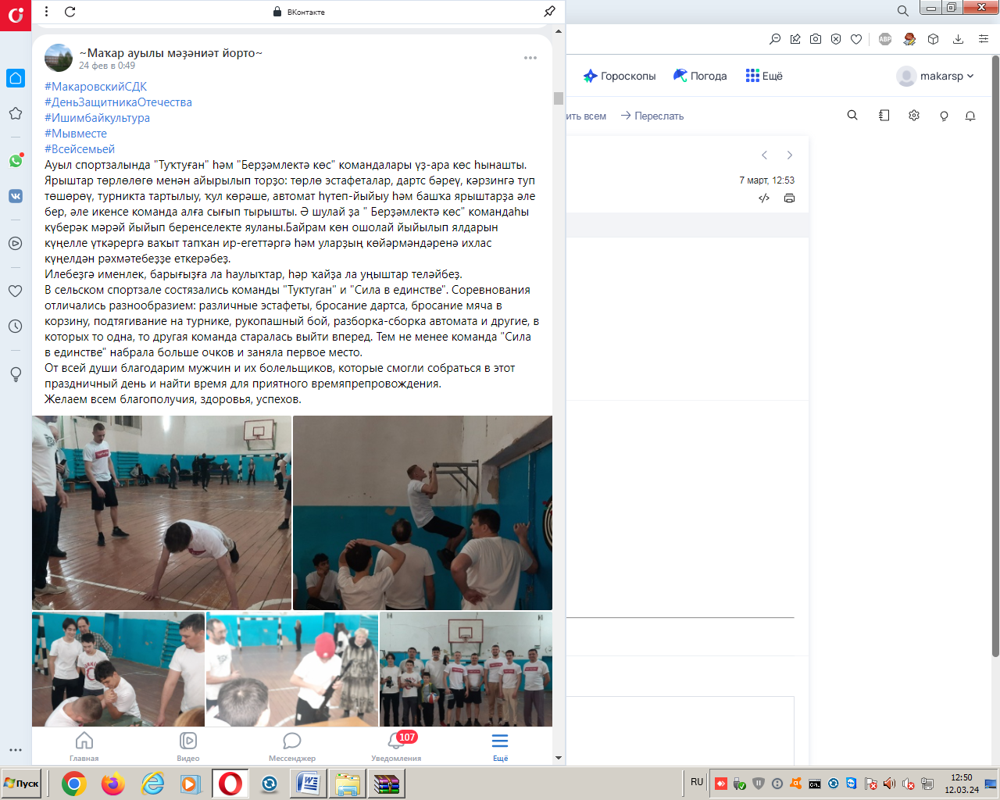 ВКонтакте
~Маҡар ауылы мәҙәниәт йорто~
24 фев в 0:49
#МакаровскийСДК
#ДеньЗащитникаОтечества
#Ишимбайкультура
#Мывместе
#Всейсемьей
Ауыл спортзалында "Туҡтуған" һәм "Берҙәмлектә көс" командалары үҙ-ара көс һынашты.
Ярыштар төрлөлөгө менән айырылып торҙо: төрлө эстафеталар, дартс бәреү, кәрзингә туп
төшөрөү, турникта тартылыу, ҡул көрәше, автомат һүтеп-йыйыу һәм башҡа ярыштарҙа әле
бер, әле икенсе команда алға сығып тырышты. Ә шулай ҙа " Берҙәмлектә көс" командаһы
күберәк мәрәй йыйып беренселекте яуланы.Байрам көн ошолай йыйылып ялдарын
күңелле үткәрергә ваҡыт тапҡан ир-егеттәргә һәм уларҙың көйәрмәндәренә ихлас
күңелдән рәхмәтебеҙҙе еткерәбеҙ.
Илебеҙгә именлек, барығыҙға ла һаулыҡтар, һәр ҡайҙа ла уңыштар теләйбеҙ.
В сельском спортзале состязались команды "Туктуган" и "Сила в единстве". Соревнования
отличались разнообразием: различные эстафеты, бросание дартса, бросание мяча в
корзину, подтягивание на турнике, рукопашный бой, разборка-сборка автомата и другие, в
которых то одна, то другая команда старалась выйти вперед. Тем не менее команда "Сила
в единстве" набрала больше очков и заняла первое место.
От всей души благодарим мужчин и их болельщиков, которые смогли собраться в этот
праздничный день и найти время для приятного времяпрепровождения.
Желаем всем благополучия, здоровья, успехов.
Главная
Видео
Мессенджер
107
Уведомления
Ещё
ABP
Гороскопы
Погода
Ещё
makarsp
ить всем
Переслать
7 март, 12:53
Пуск
RU
12:50
12.03.24